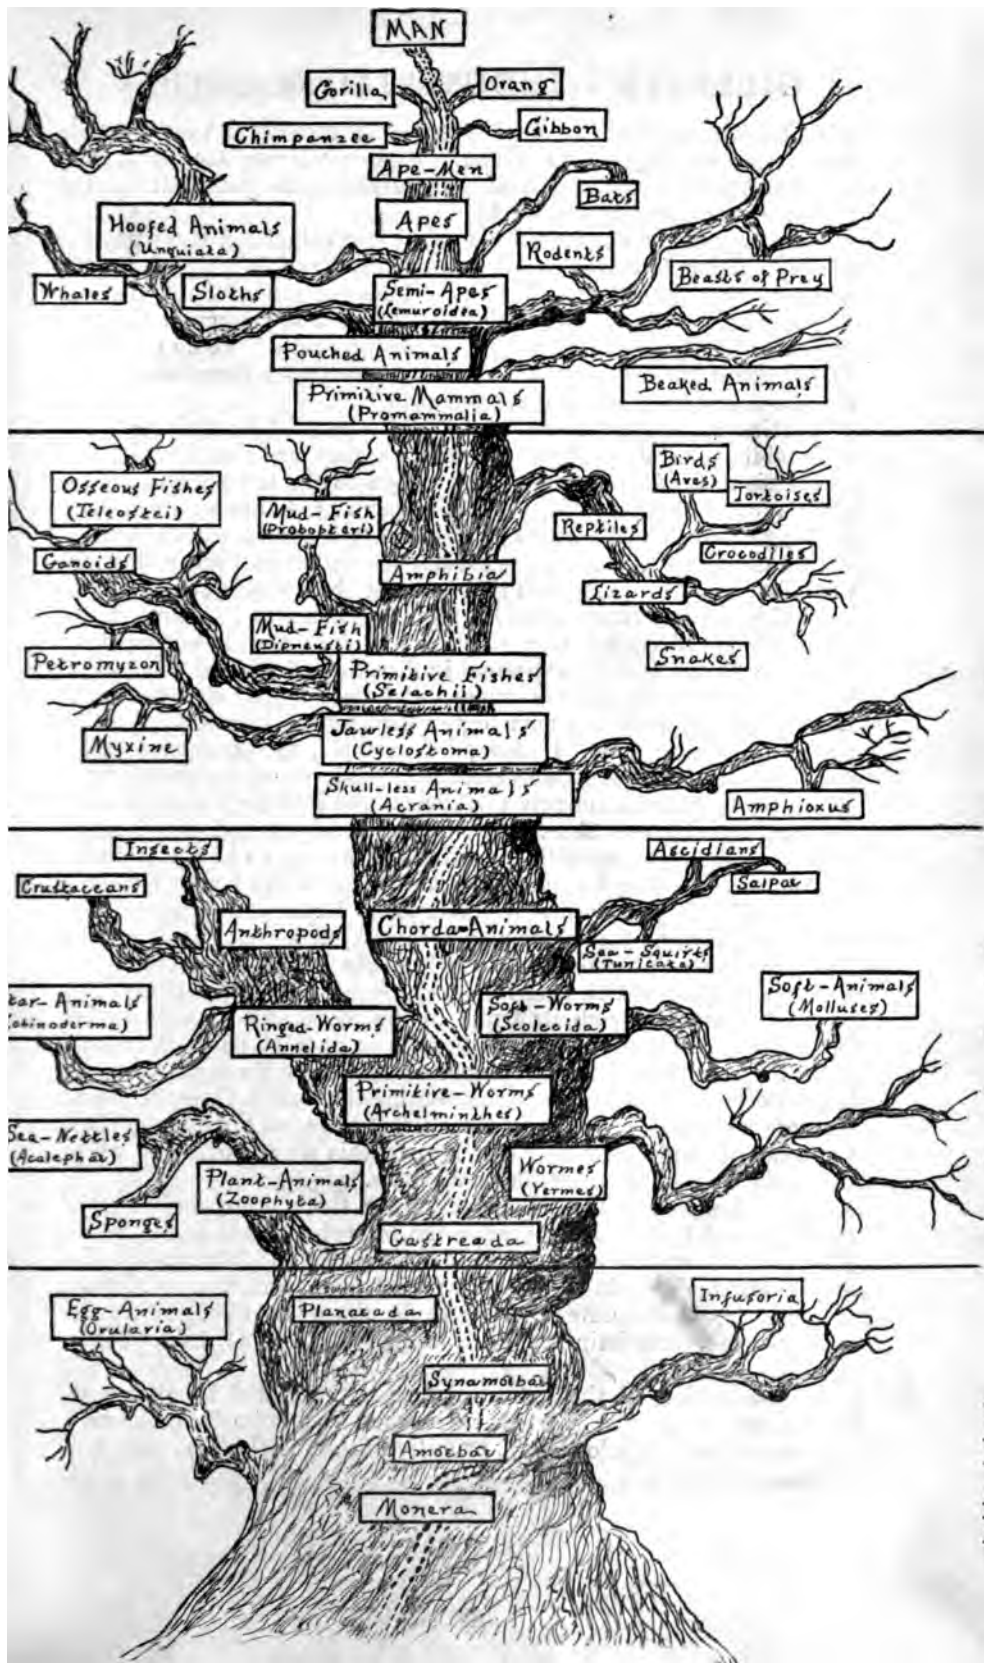 MAN
Gorilla
Orang
Chimpanzee
Gibbon
Ape-Men
Bats
Hoofed Animals
(Unguiata)
Apes
Rodents
Beasts of Prey
Whales
Sloths
Semi-Apes
(Lemuroidea)
Pouched Animals
Beaked Animals
Primitive Mammals
(Promammalia)
Osseous Fishes
(Teleostei)
Mud-Fish
(Protopteri)
Birds
(Aves)
Tortoises
Reptiles
Ganoids
Crocodiles
Amphibia
Lizards
Mud-Fish
(Dipneusti)
Snakes
Petromyzon
Primitive Fishes
(Selachii)
Myxine
Jawless Animals
(Cyclostoma)
Skull-less Animals
(Acrania)
Amphioxus
Insects
Ascidians
Crustaceans
Salpae
Anthropods
Chorda-Animals
Sea-Squirts
(Tunicata)
tar-Animals
Ringed-Worms
(Annelida)
Soft-Worms
(Scolecida)
Soft-Animals
(Molluses)
Primitive-Worms
(Archelminthes)
Sea-Nettles
(Acalephae)
Plant-Animals
(Zoophyta)
Wormes
(Vermes)
Sponges
Gastreada
Egg-Animals
(Ovularia)
Planaeada
Infusoria
Synamoebae
Amoebae
Monera